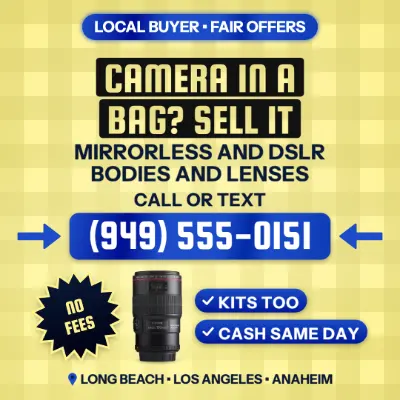 LOCAL BUYER • FAIR OFFERS
CAMERA IN A
BAG? SELL IT
MIRRORLESS AND DSLR
BODIES AND LENSES
CALL OR TEXT
(949) 555-0151
NO
FEES
KITS TOO
CASH SAME DAY
LONG BEACH • LOS ANGELES • ANAHEIM